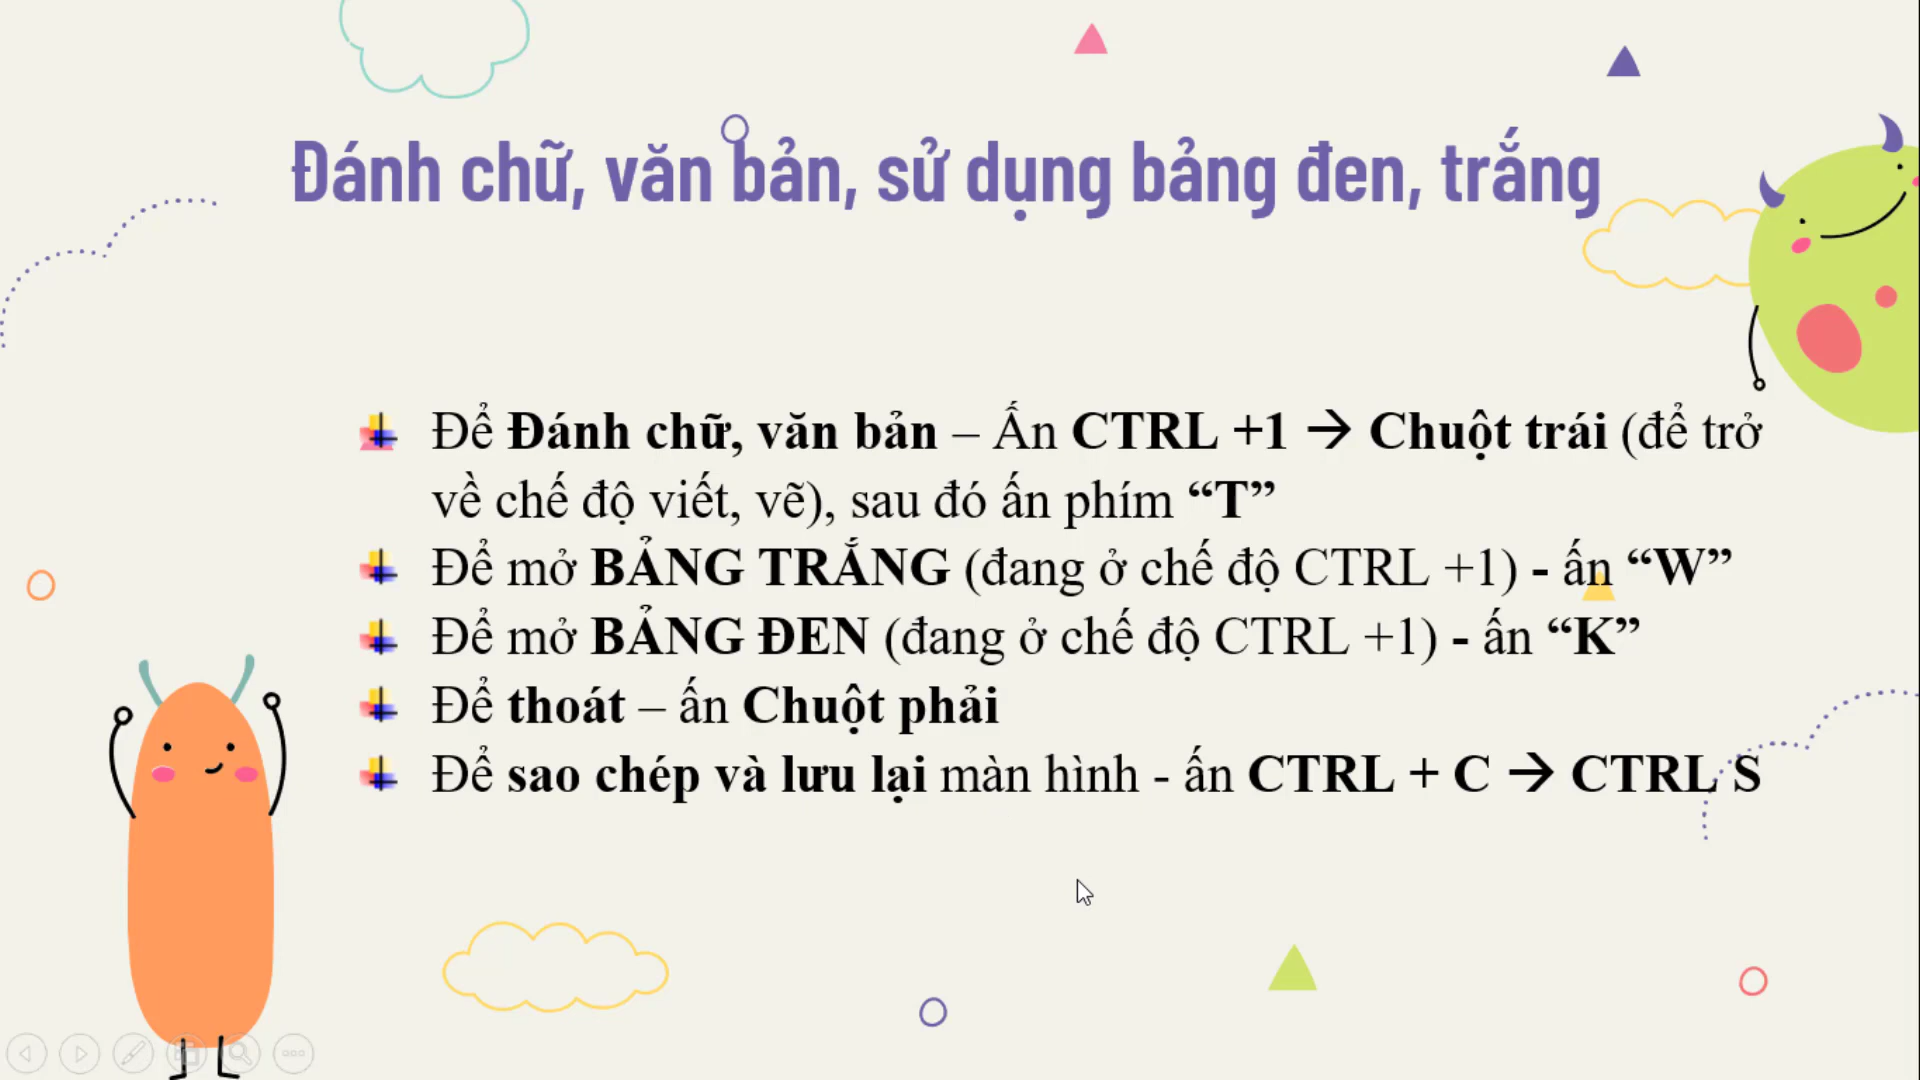 Đánh chữ, văn bản, sử dụng bảng đen, trắng
Để Đánh chữ, văn bản – Ấn CTRL +1 → Chuột trái (để trở
về chế độ viết, vẽ), sau đó ấn phím “T”
Để mở BẢNG TRẮNG (đang ở chế độ CTRL +1) - ấn “W”
Để mở BẢNG ĐEN (đang ở chế độ CTRL +1) - ấn “K”
Để thoát – ấn Chuột phải
Để sao chép và lưu lại màn hình - ấn CTRL + C → CTRL S